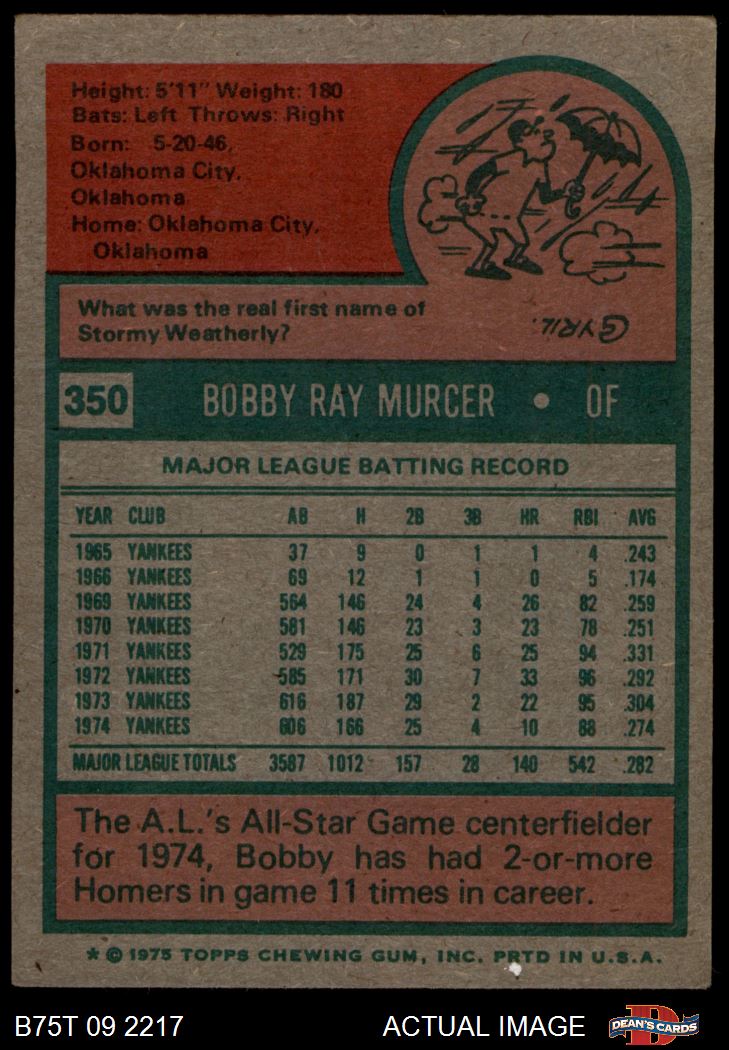 Height: 5'11" Weight: 180
Bats: Left Throws: Right
Born: 5-20-46,
Oklahoma City,
Oklahoma
Home: Oklahoma City,
Oklahoma
What was the real first name of
Stormy Weatherly?
CYRIL.
350 BOBBY RAY MURCER • OF
MAJOR LEAGUE BATTING RECORD
YEAR CLUB AB H 2B 3B HR RBI AVG
1965 YANKEES 37 9 0 1 1 4 .243
1966 YANKEES 69 12 1 1 0 5 .174
1969 YANKEES 564 146 24 4 26 82 .259
1970 YANKEES 581 146 23 3 23 78 .251
1971 YANKEES 529 175 25 6 25 94 .331
1972 YANKEES 585 171 30 7 33 96 .292
1973 YANKEES 616 187 29 2 22 95 .304
1974 YANKEES 606 166 25 4 10 88 .274
MAJOR LEAGUE TOTALS 3587 1012 157 28 140 542 .282
The A.L.'s All-Star Game centerfielder
for 1974, Bobby has had 2-or-more
Homers in game 11 times in career.
* © 1975 TOPPS CHEWING GUM, INC. PRTD IN U.S.A.
B75T 09 2217 ACTUAL IMAGE DEAN'S CARDS